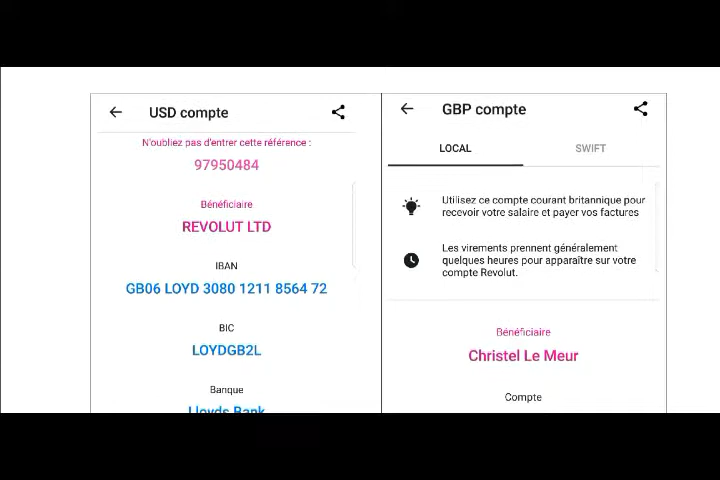 USD compte
N'oubliez pas d'entrer cette référence :
97950484
Bénéficiaire
REVOLUT LTD
IBAN
GB06 LOYD 3080 1211 8564 72
BIC
LOYDGB2L
Banque
Lloyds Bank
GBP compte
LOCAL SWIFT
Utilisez ce compte courant britannique pour
recevoir votre salaire et payer vos factures
Les virements prennent généralement
quelques heures pour apparaître sur votre
compte Revolut.
Bénéficiaire
Christel Le Meur
Compte